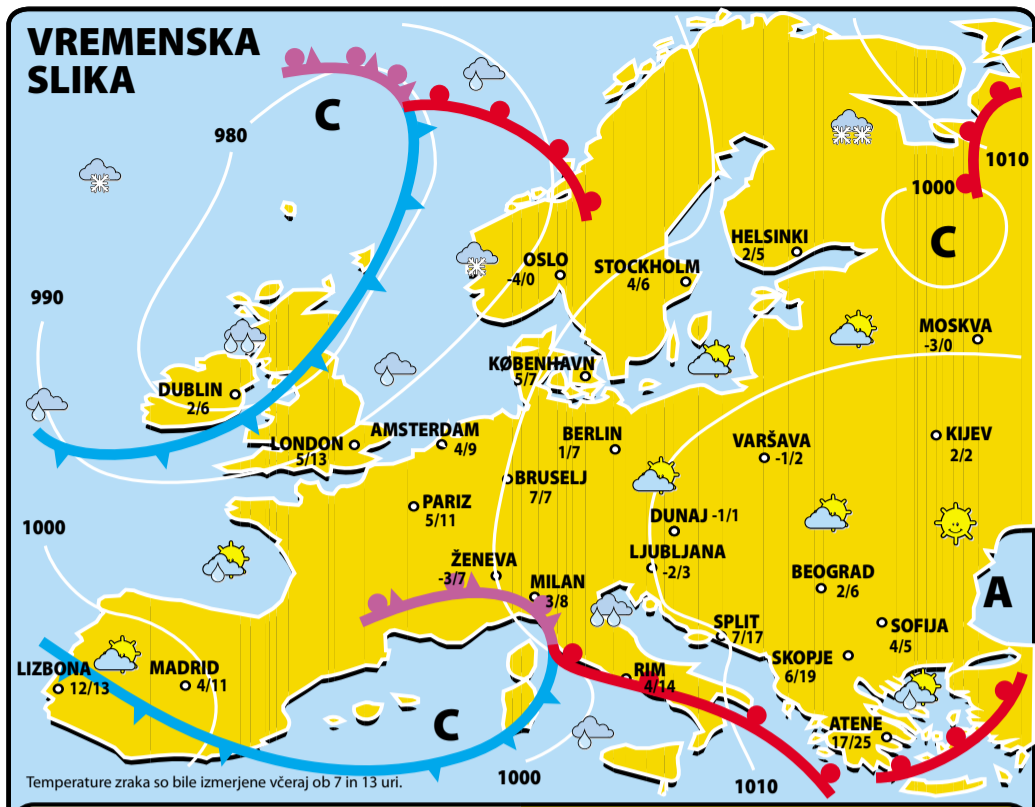 VREMENSKA
SLIKA
C
980
1010
1000
C
HELSINKI
2/5
OSLO
-4/0
STOCKHOLM
4/6
990
MOSKVA
-3/0
KØBENHAVN
5/7
DUBLIN
2/6
LONDON
5/13
AMSTERDAM
4/9
BERLIN
1/7
VARŠAVA
-1/2
KIJEV
2/2
BRUSELJ
7/7
PARIZ
5/11
DUNAJ -1/1
1000
LJUBLJANA
-2/3
ŽENEVA
-3/7
MILAN
3/8
BEOGRAD
2/6
A
SPLIT
7/17
SOFIJA
4/5
SKOPJE
6/19
LIZBONA
12/13
MADRID
4/11
RIM
4/14
C
ATENE
17/25
1000
1010
Temperature zraka so bile izmerjene včeraj ob 7 in 13 uri.